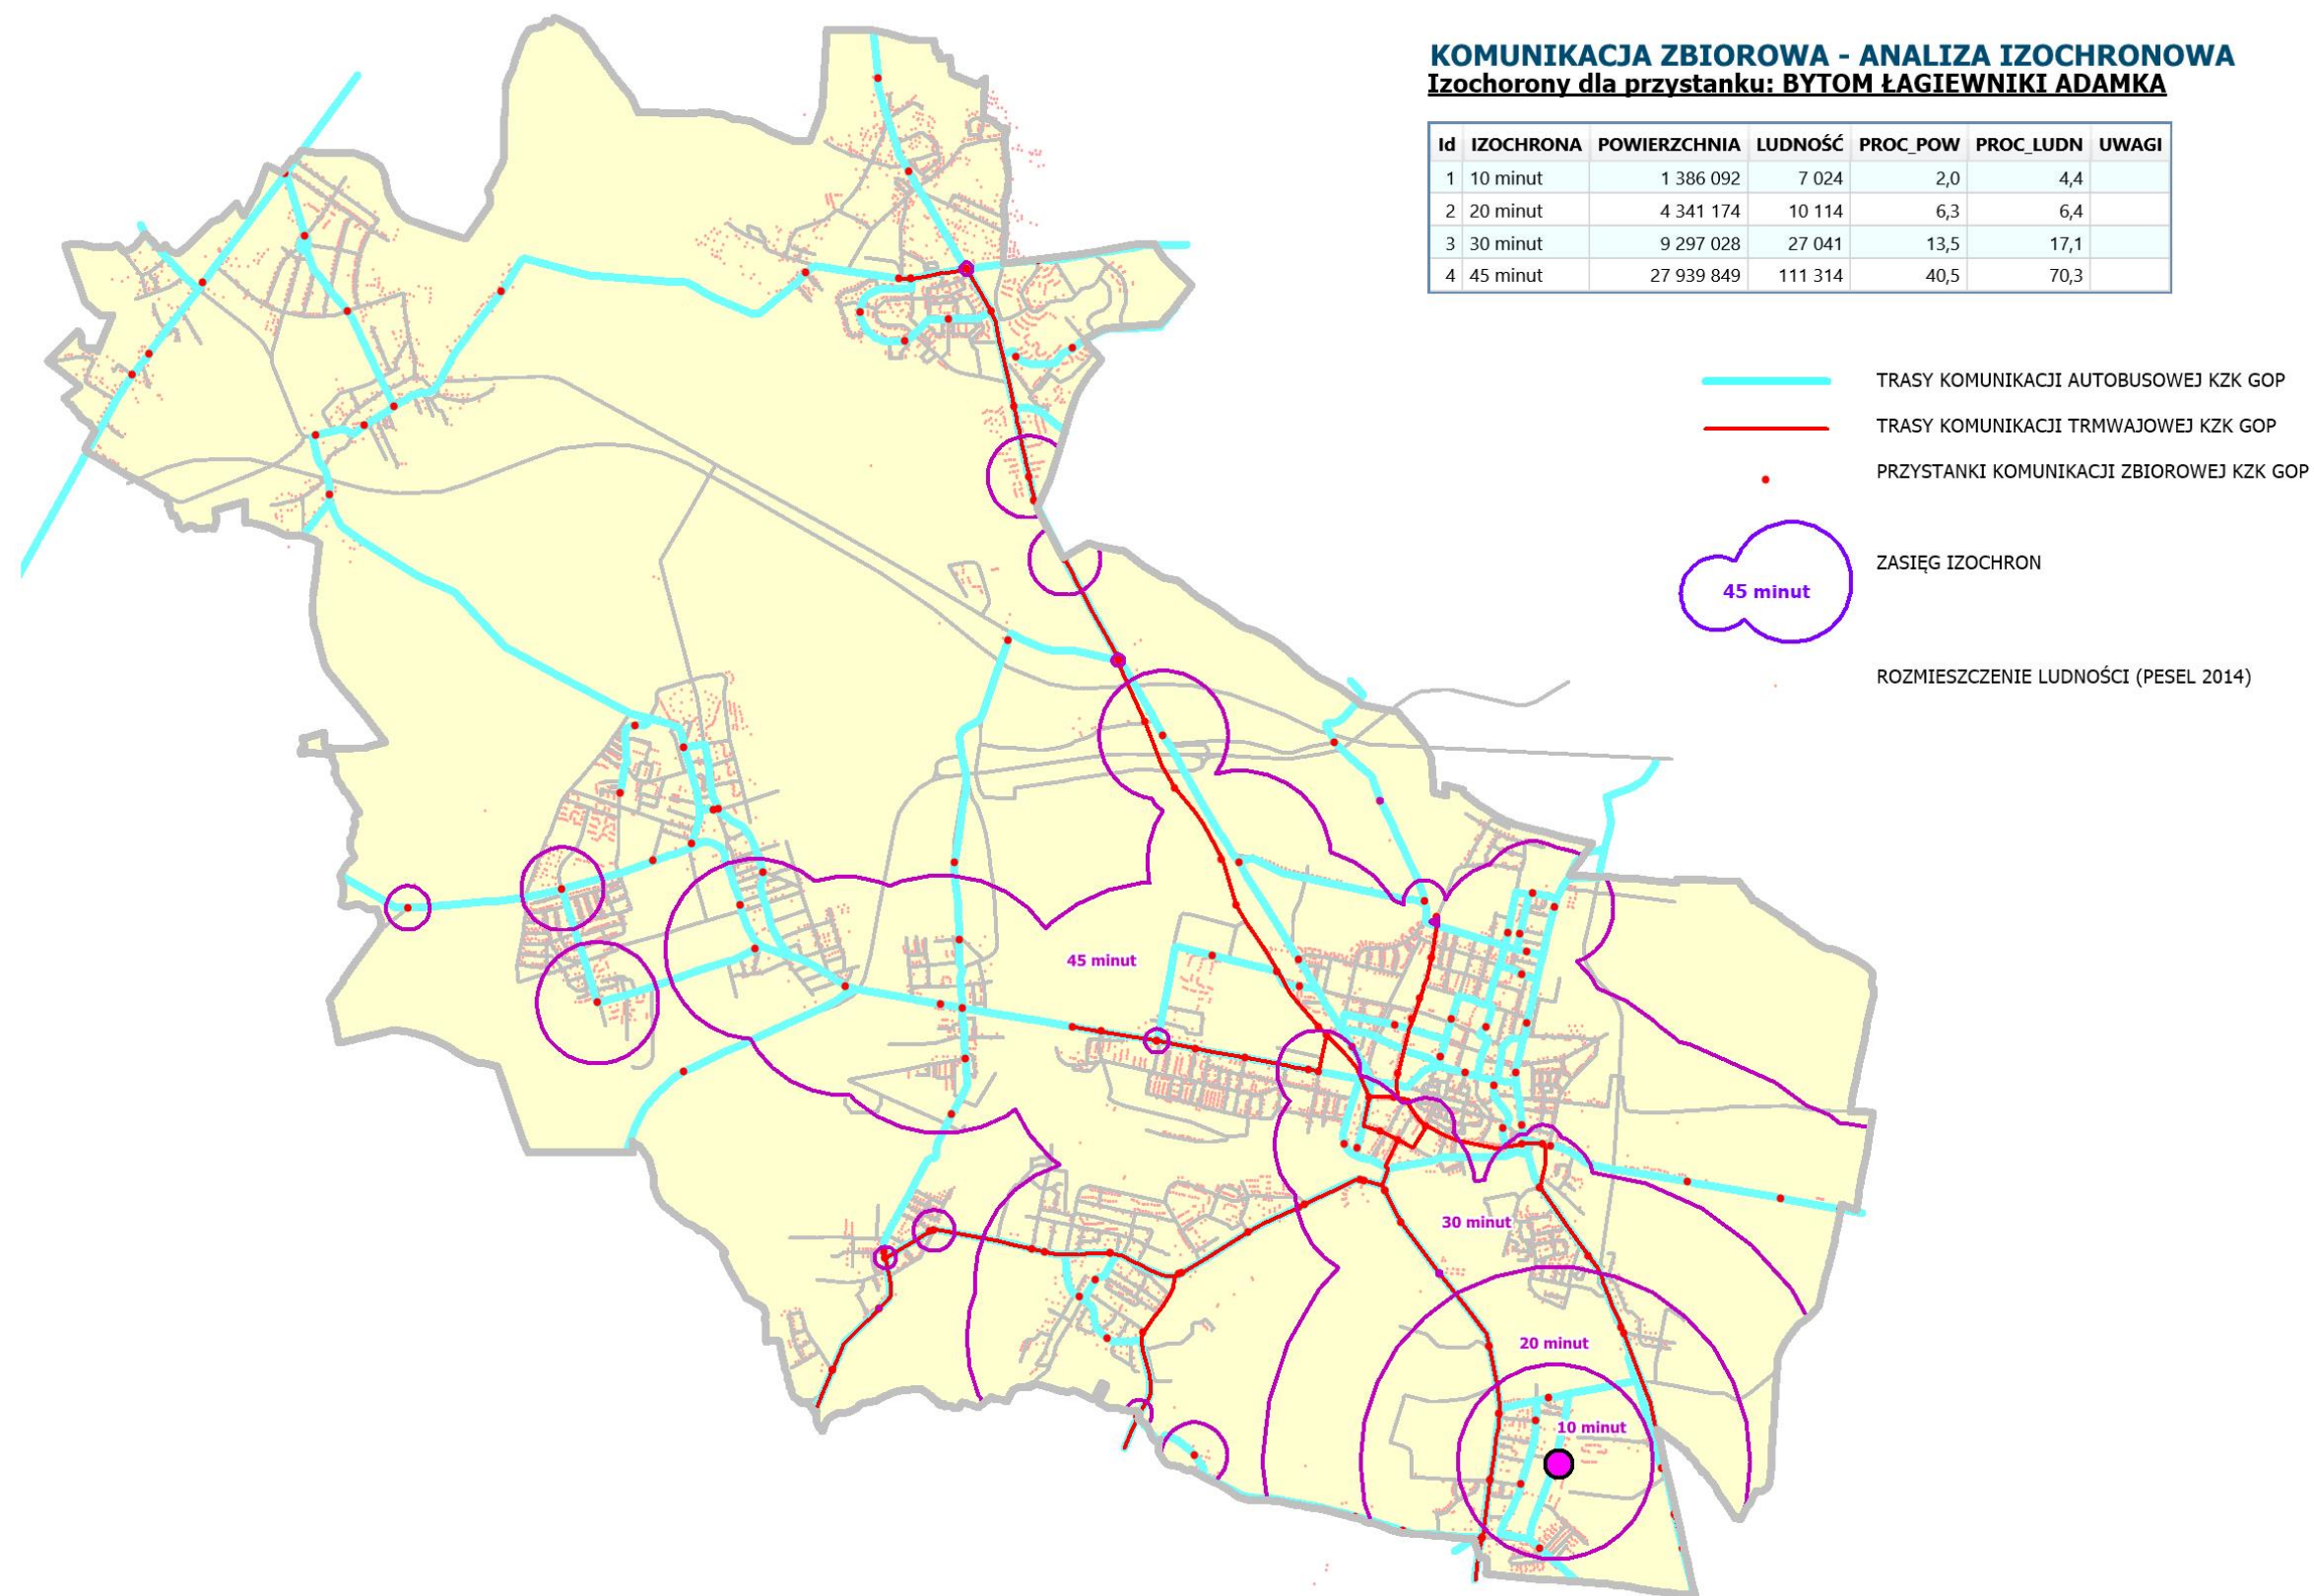 KOMUNIKACJA ZBIOROWA - ANALIZA IZOCHRONOWA
Izochorony dla przystanku: BYTOM ŁAGIEWNIKI ADAMKA
Id IZOCHRONA POWIERZCHNIA LUDNOŚĆ PROC_POW PROC_LUDN UWAGI
1 10 minut 1 386 092 7 024 2,0 4,4
2 20 minut 4 341 174 10 114 6,3 6,4
3 30 minut 9 297 028 27 041 13,5 17,1
4 45 minut 27 939 849 111 314 40,5 70,3
TRASY KOMUNIKACJI AUTOBUSOWEJ KZK GOP
TRASY KOMUNIKACJI TRMWAJOWEJ KZK GOP
PRZYSTANKI KOMUNIKACJI ZBIOROWEJ KZK GOP
ZASIĘG IZOCHRON
45 minut
ROZMIESZCZENIE LUDNOŚCI (PESEL 2014)
45 minut
30 minut
20 minut
10 minut